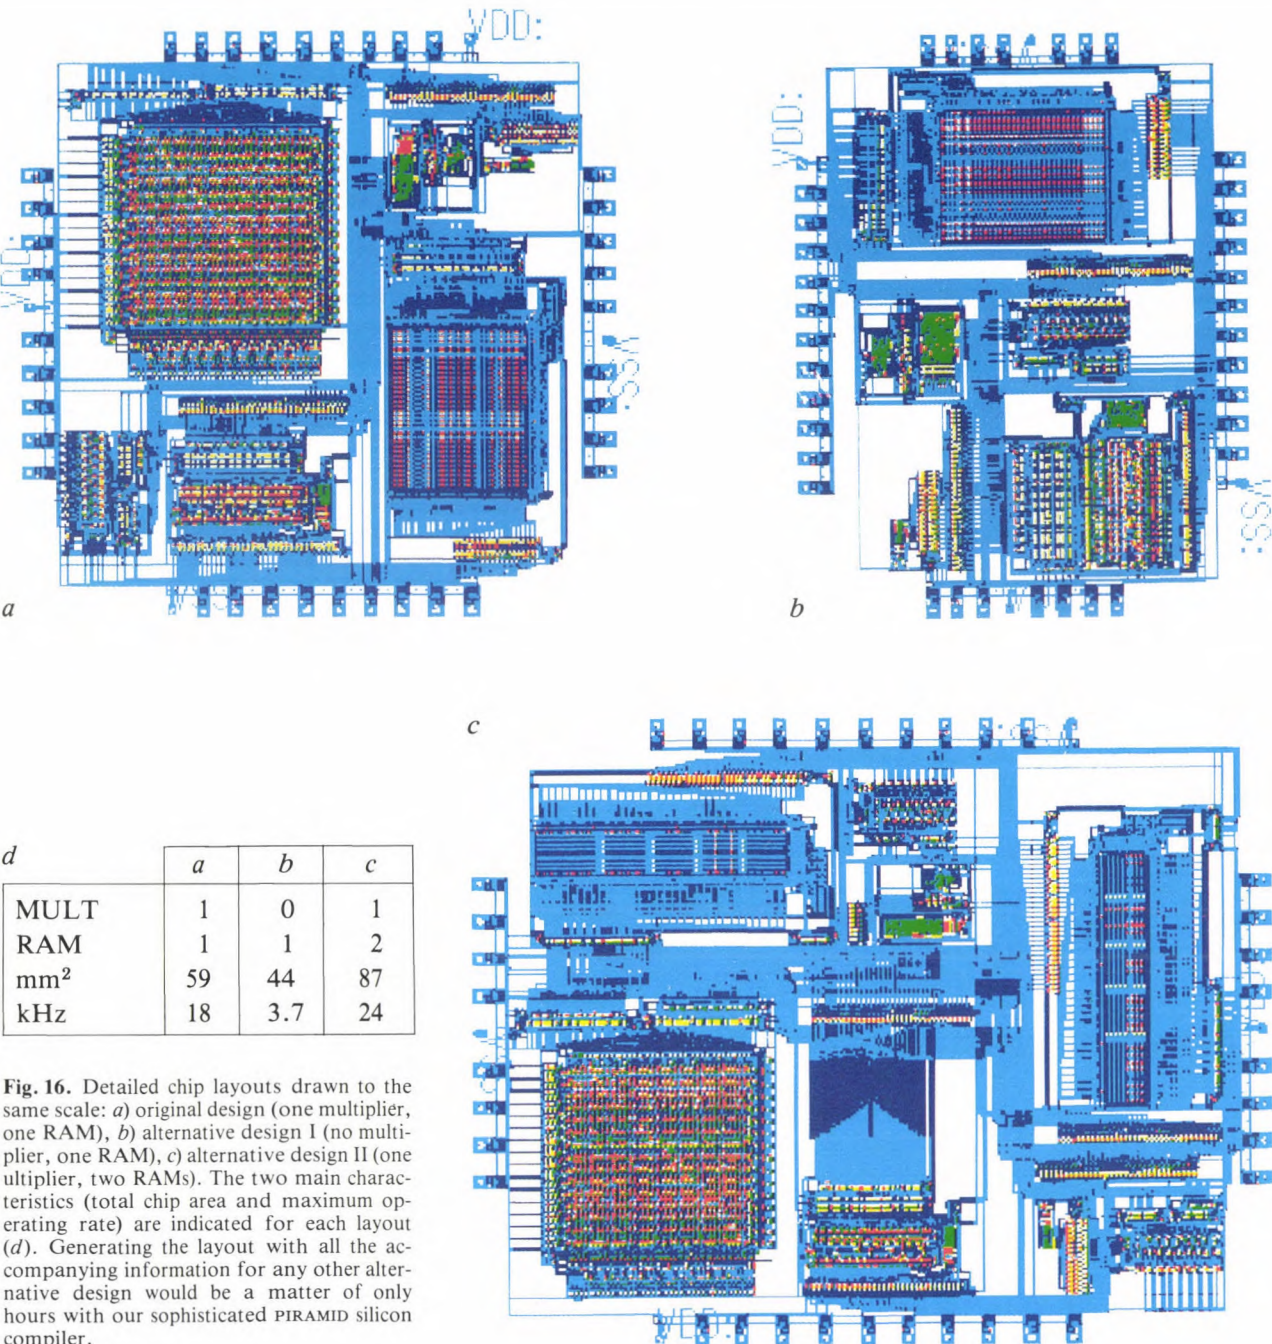 VDD:
VDD:
:SSV
a
b
:SSV
c
d
a b c
MULT 1 0 1
RAM 1 1 2
mm² 59 44 87
kHz 18 3.7 24
Fig. 16. Detailed chip layouts drawn to the
same scale: a) original design (one multiplier,
one RAM), b) alternative design I (no multi-
plier, one RAM), c) alternative design II (one
ultiplier, two RAMs). The two main charac-
teristics (total chip area and maximum op-
erating rate) are indicated for each layout
(d). Generating the layout with all the ac-
companying information for any other alter-
native design would be a matter of only
hours with our sophisticated PIRAMID silicon
compiler.